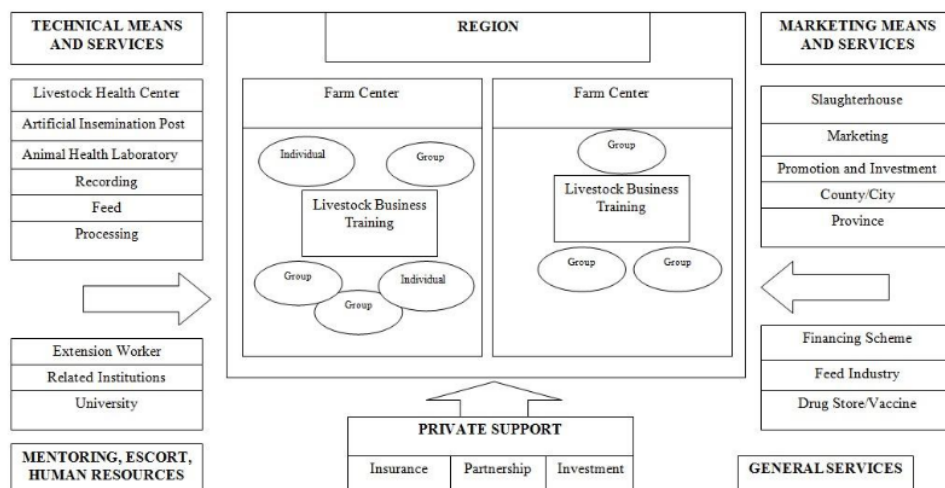 TECHNICAL MEANS
AND SERVICES
Livestock Health Center
Artificial Insemination Post
Animal Health Laboratory
Recording
Feed
Processing
Extension Worker
Related Institutions
University
MENTORING, ESCORT,
HUMAN RESOURCES
REGION
Farm Center
Individual
Group
Livestock Business
Training
Group
Individual
Group
Farm Center
Group
Livestock Business
Training
Group
Group
PRIVATE SUPPORT
Insurance
Partnership
Investment
MARKETING MEANS
AND SERVICES
Slaughterhouse
Marketing
Promotion and Investment
County/City
Province
Financing Scheme
Feed Industry
Drug Store/Vaccine
GENERAL SERVICES